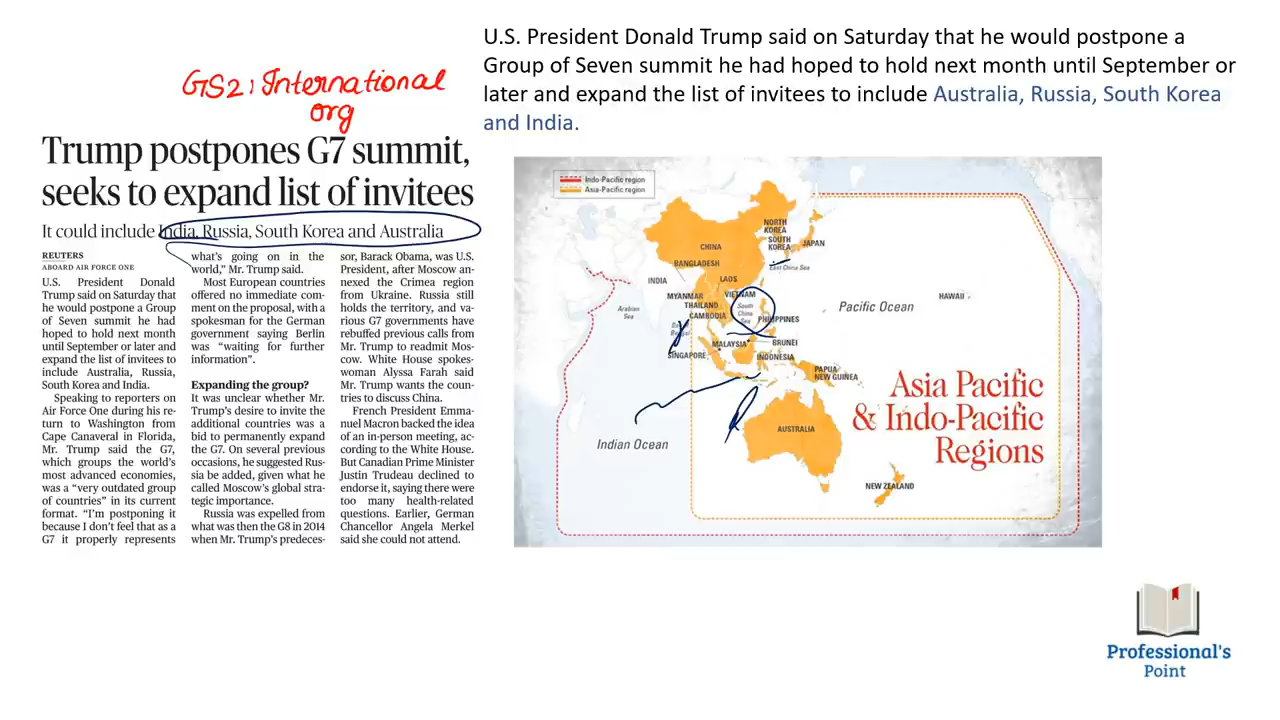 GS2: International
org
Trump postpones G7 summit,
seeks to expand list of invitees
It could include India, Russia, South Korea and Australia
REUTERS
ABOARD AIR FORCE ONE
U.S. President Donald
Trump said on Saturday that
he would postpone a Group
of Seven summit he had
hoped to hold next month
until September or later and
expand the list of invitees to
include Australia, Russia,
South Korea and India.
Speaking to reporters on
Air Force One during his re-
turn to Washington from
Cape Canaveral in Florida,
Mr. Trump said the G7,
which groups the world's
most advanced economies,
was a “very outdated group
of countries” in its current
format. “I'm postponing it
because I don't feel that as a
G7 it properly represents
what's going on in the
world,” Mr. Trump said.
Most European countries
offered no immediate com-
ment on the proposal, with a
spokesman for the German
government saying Berlin
was “waiting for further
information”.
Expanding the group?
It was unclear whether Mr.
Trump's desire to invite the
additional countries was a
bid to permanently expand
the G7. On several previous
occasions, he suggested Rus-
sia be added, given what he
called Moscow's global stra-
tegic importance.
Russia was expelled from
what was then the G8 in 2014
when Mr. Trump's predeces-
sor, Barack Obama, was U.S.
President, after Moscow an-
nexed the Crimea region
from Ukraine. Russia still
holds the territory, and va-
rious G7 governments have
rebuffed previous calls from
Mr. Trump to readmit Mos-
cow. White House spokes-
woman Alyssa Farah said
Mr. Trump wants the coun-
tries to discuss China.
French President Emma-
nuel Macron backed the idea
of an in-person meeting, ac-
cording to the White House.
But Canadian Prime Minister
Justin Trudeau declined to
endorse it, saying there were
too many health-related
questions. Earlier, German
Chancellor Angela Merkel
said she could not attend.
U.S. President Donald Trump said on Saturday that he would postpone a
Group of Seven summit he had hoped to hold next month until September or
later and expand the list of invitees to include Australia, Russia, South Korea
and India.
Indo-Pacific region
Asia-Pacific region
NORTH
KOREA
SOUTH
KOREA
JAPAN
CHINA
East China Sea
BANGLADESH
INDIA
LAOS
MYANMAR
VIETNAM
THAILAND
CAMBODIA
South
China
Sea
PHILIPPINES
Arabian
Sea
Pacific Ocean
HAWAII
MALAYSIA
BRUNEI
SINGAPORE
INDONESIA
PAPUA
NEW GUINEA
Asia Pacific
& Indo-Pacific
Regions
AUSTRALIA
Indian Ocean
NEW ZEALAND
Professional's
Point